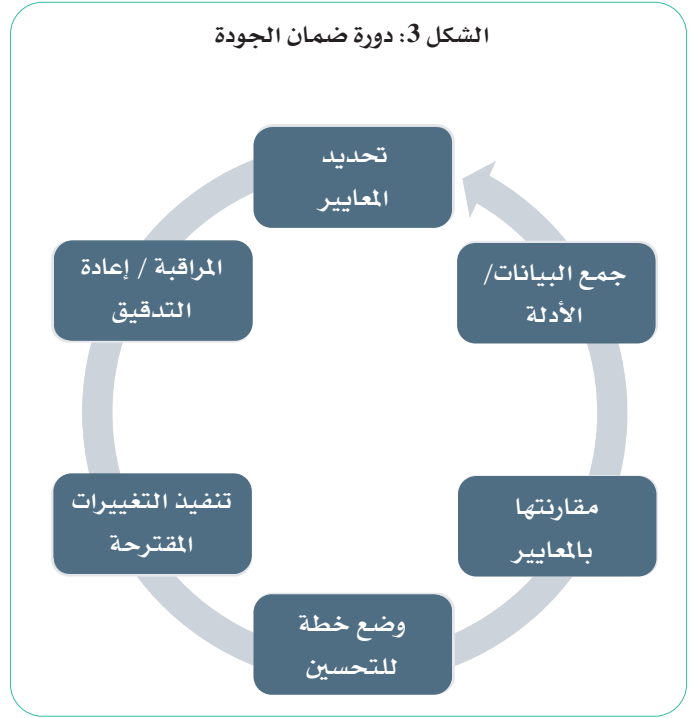 الشكل 3: دورة ضمان الجودة
تحديد
المعايير
جمع البيانات/
الأدلة
مقارنتها
بالمعايير
وضع خطة
للتحسين
تنفيذ التغييرات
المقترحة
المراقبة / إعادة
التدقيق